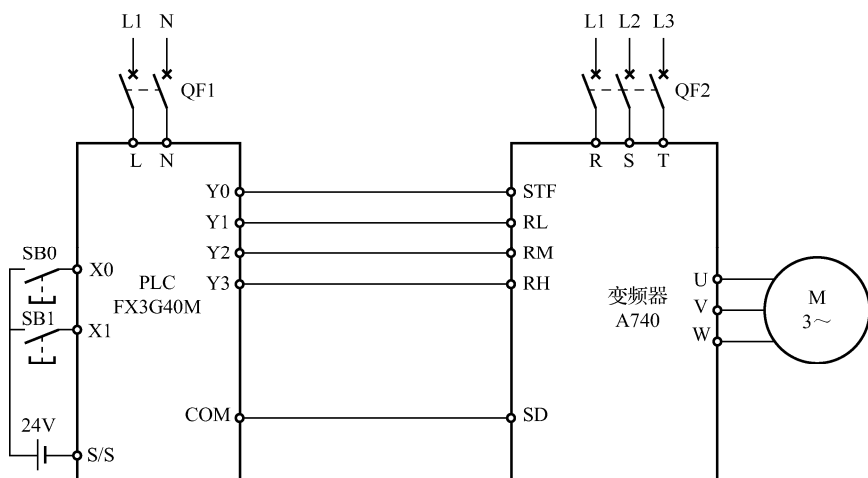 L1 N
L1 L2 L3
QF1
QF2
L N
R S T
Y0
STF
Y1
RL
Y2
RM
Y3
RH
SB0
X0
PLC
FX3G40M
变频器
A740
U
V
W
M
3～
SB1
X1
COM
SD
24V
S/S